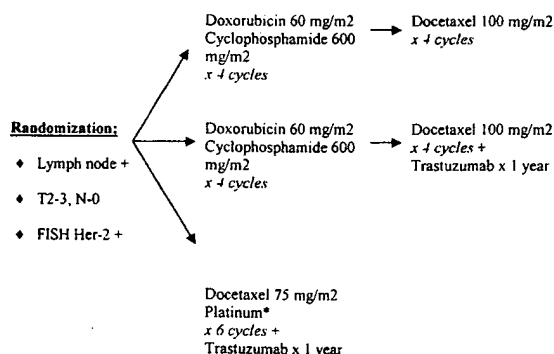 Doxorubicin 60 mg/m2
Cyclophosphamide 600
mg/m2
x 4 cycles
Docetaxel 100 mg/m2
x 4 cycles
Randomization:
♦ Lymph node +
♦ T2-3, N-0
♦ FISH Her-2 +
Doxorubicin 60 mg/m2
Cyclophosphamide 600
mg/m2
x 4 cycles
Docetaxel 100 mg/m2
x 4 cycles +
Trastuzumab x 1 year
Docetaxel 75 mg/m2
Platinum*
x 6 cycles +
Trastuzumab x 1 year